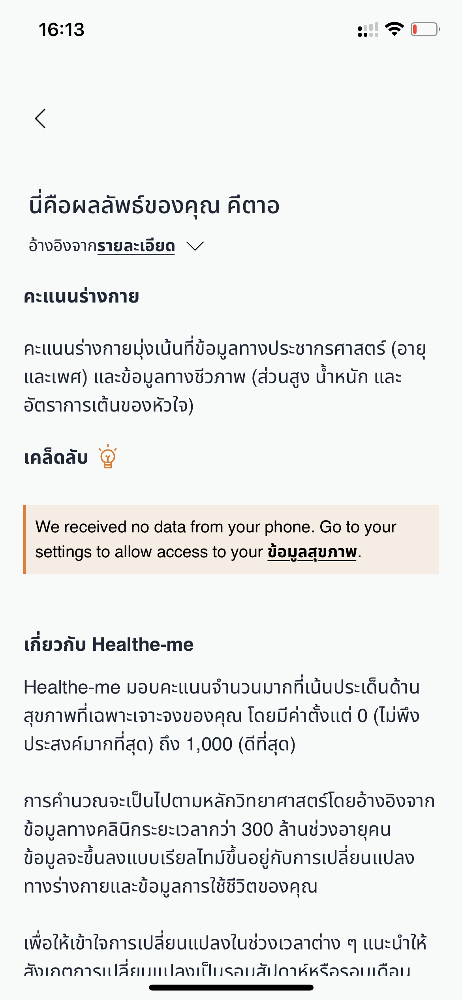 16:13
นี่คือผลลัพธ์ของคุณ คีตาอ
อ้างอิงจากรายละเอียด
คะแนนร่างกาย
คะแนนร่างกายมุ่งเน้นที่ข้อมูลทางประชากรศาสตร์ (อายุ
และเพศ) และข้อมูลทางชีวภาพ (ส่วนสูง น้ำหนัก และ
อัตราการเต้นของหัวใจ)
เคล็ดลับ
We received no data from your phone. Go to your
settings to allow access to your ข้อมูลสุขภาพ.
เกี่ยวกับ Healthe-me
Healthe-me มอบคะแนนจำนวนมากที่เน้นประเด็นด้าน
สุขภาพที่เฉพาะเจาะจงของคุณ โดยมีค่าตั้งแต่ 0 (ไม่พึง
ประสงค์มากที่สุด) ถึง 1,000 (ดีที่สุด)
การคำนวณจะเป็นไปตามหลักวิทยาศาสตร์โดยอ้างอิงจาก
ข้อมูลทางคลินิกระยะเวลากว่า 300 ล้านช่วงอายุคน
ข้อมูลจะขึ้นลงแบบเรียลไทม์ขึ้นอยู่กับการเปลี่ยนแปลง
ทางร่างกายและข้อมูลการใช้ชีวิตของคุณ
เพื่อให้เข้าใจการเปลี่ยนแปลงในช่วงเวลาต่าง ๆ แนะนำให้
สังเกตการเปลี่ยนแปลงเป็นรอบสัปดาห์หรือรอบเดือน